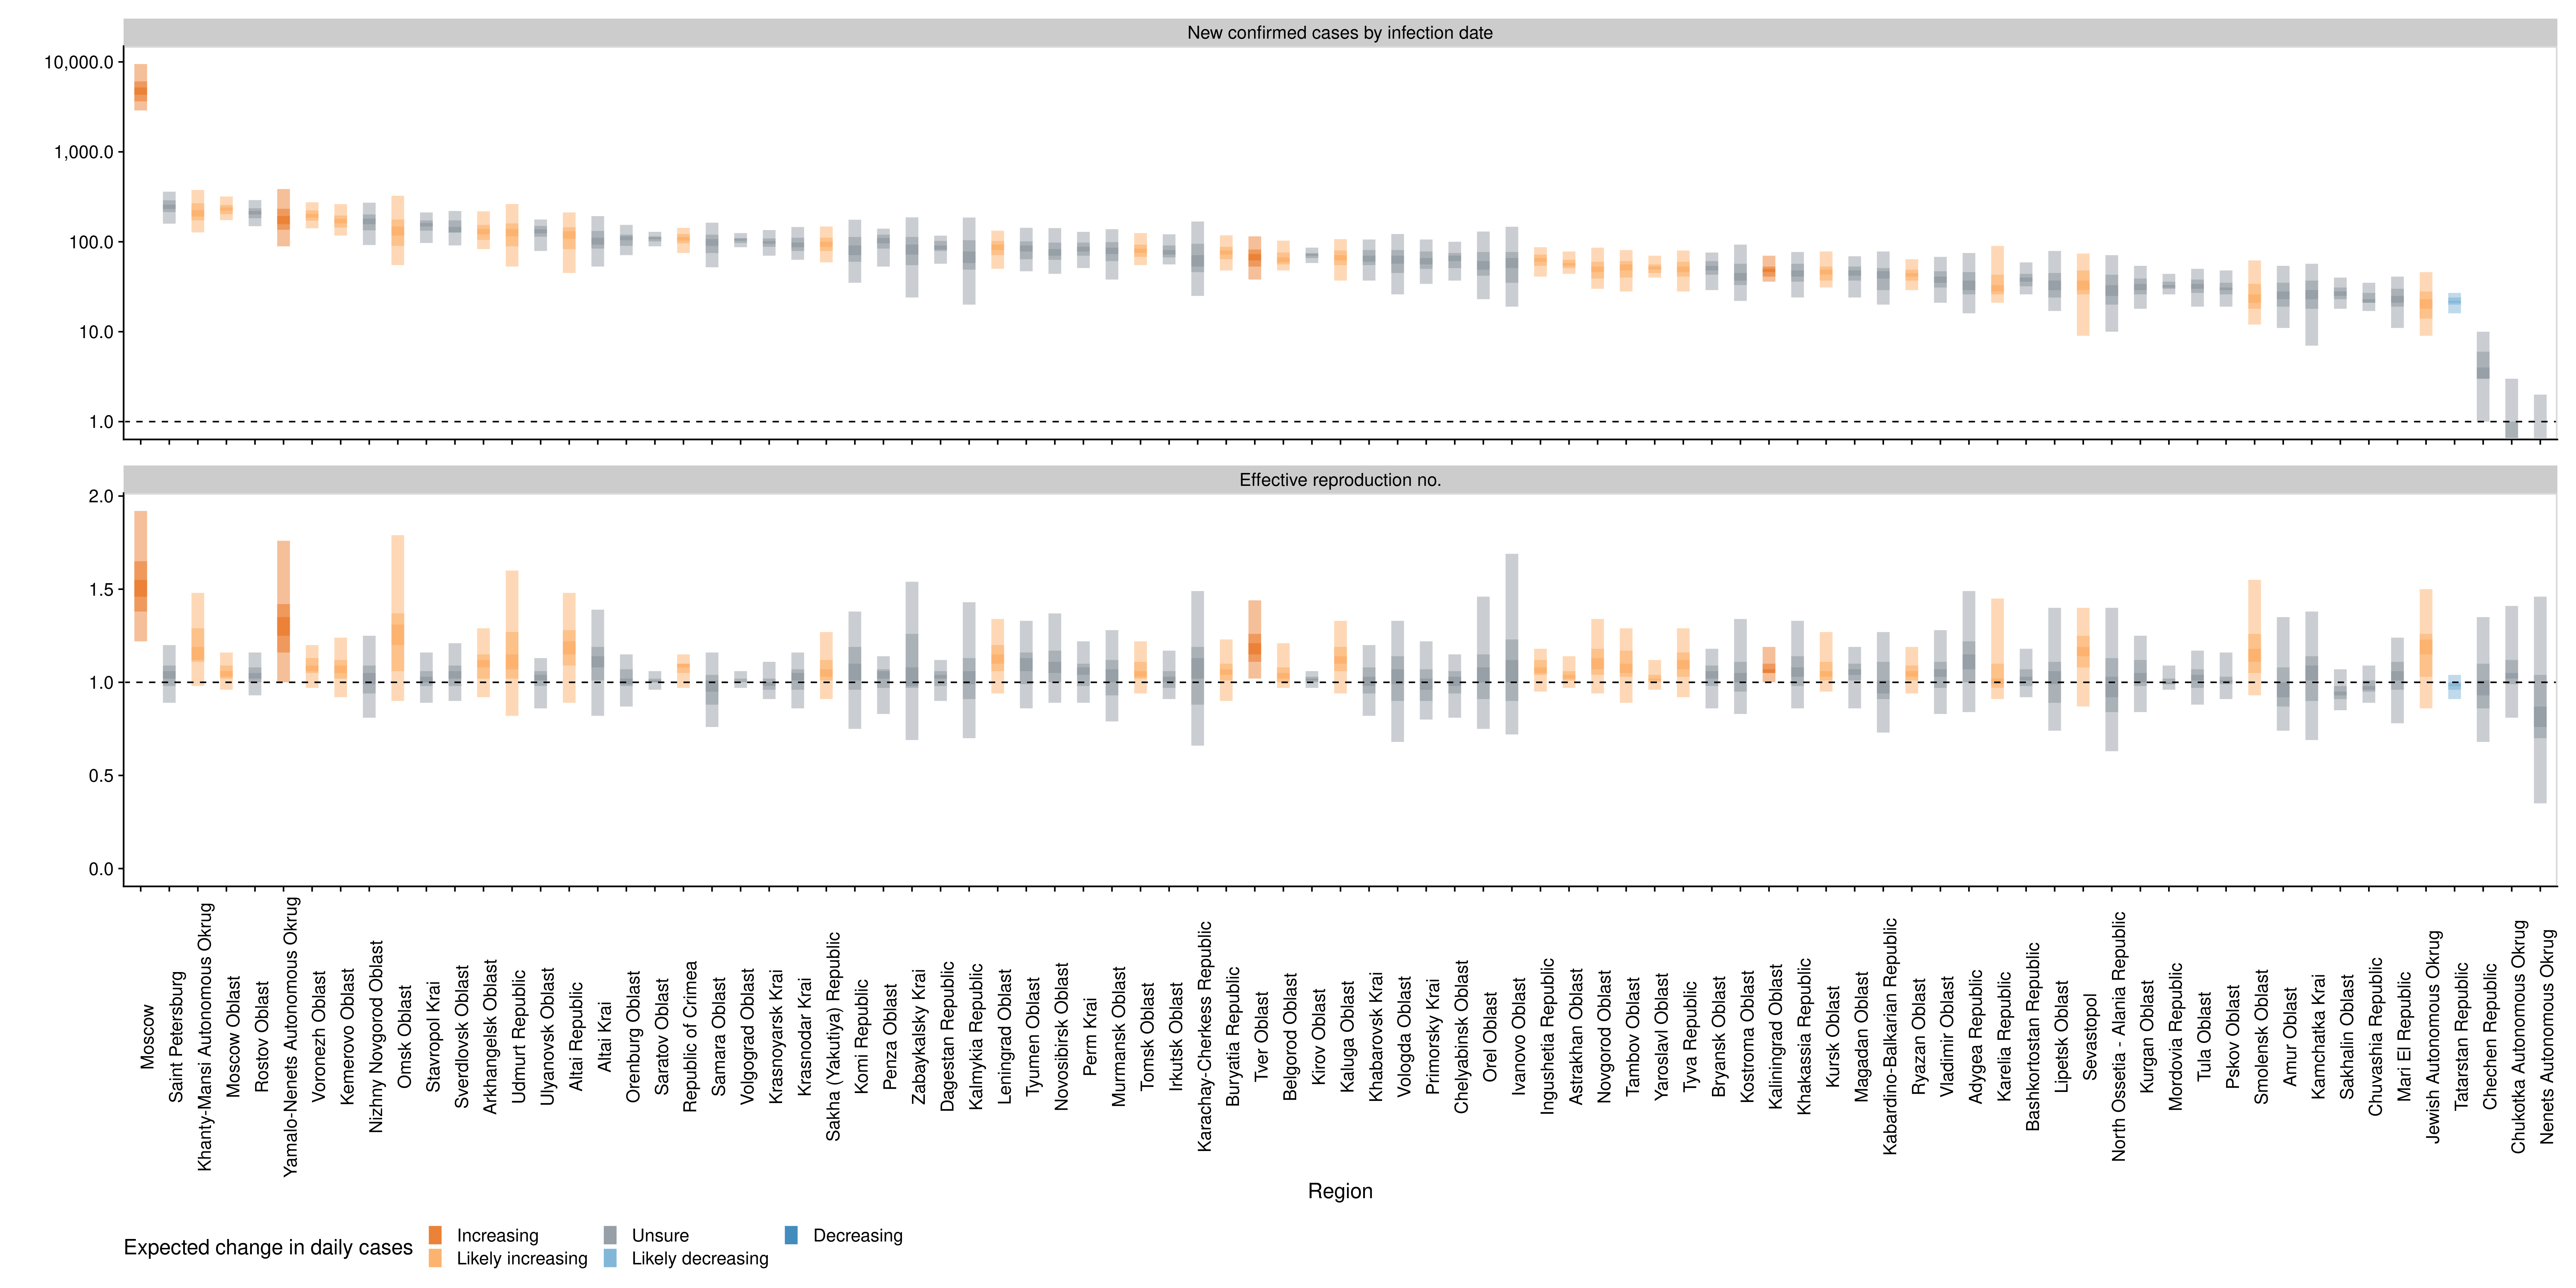 New confirmed cases by infection date
10,000.0
1,000.0
100.0
10.0
1.0
Effective reproduction no.
2.0
1.5
1.0
0.5
0.0
Moscow
Saint Petersburg
Khanty-Mansi Autonomous Okrug
Moscow Oblast
Rostov Oblast
Yamalo-Nenets Autonomous Okrug
Voronezh Oblast
Kemerovo Oblast
Nizhny Novgorod Oblast
Omsk Oblast
Stavropol Krai
Sverdlovsk Oblast
Arkhangelsk Oblast
Udmurt Republic
Ulyanovsk Oblast
Altai Republic
Altai Krai
Orenburg Oblast
Saratov Oblast
Republic of Crimea
Samara Oblast
Volgograd Oblast
Krasnoyarsk Krai
Krasnodar Krai
Sakha (Yakutiya) Republic
Komi Republic
Penza Oblast
Zabaykalsky Krai
Dagestan Republic
Kalmykia Republic
Leningrad Oblast
Tyumen Oblast
Novosibirsk Oblast
Perm Krai
Murmansk Oblast
Tomsk Oblast
Irkutsk Oblast
Karachay-Cherkess Republic
Buryatia Republic
Tver Oblast
Belgorod Oblast
Kirov Oblast
Kaluga Oblast
Khabarovsk Krai
Vologda Oblast
Primorsky Krai
Chelyabinsk Oblast
Orel Oblast
Ivanovo Oblast
Ingushetia Republic
Astrakhan Oblast
Novgorod Oblast
Tambov Oblast
Yaroslavl Oblast
Tyva Republic
Bryansk Oblast
Kostroma Oblast
Kaliningrad Oblast
Khakassia Republic
Kursk Oblast
Magadan Oblast
Kabardino-Balkarian Republic
Ryazan Oblast
Vladimir Oblast
Adygea Republic
Karelia Republic
Bashkortostan Republic
Lipetsk Oblast
Sevastopol
North Ossetia - Alania Republic
Kurgan Oblast
Mordovia Republic
Tula Oblast
Pskov Oblast
Smolensk Oblast
Amur Oblast
Kamchatka Krai
Sakhalin Oblast
Chuvashia Republic
Mari El Republic
Jewish Autonomous Okrug
Tatarstan Republic
Chechen Republic
Chukotka Autonomous Okrug
Nenets Autonomous Okrug
Region
Expected change in daily cases
Increasing
Unsure
Decreasing
Likely increasing
Likely decreasing